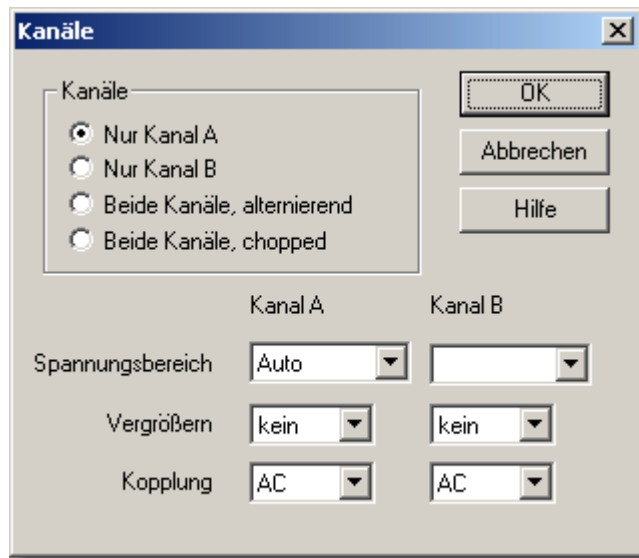 Kanäle
Kanäle
Nur Kanal A
Nur Kanal B
Beide Kanäle, alternierend
Beide Kanäle, chopped
OK
Abbrechen
Hilfe
Kanal A Kanal B
Spannungsbereich Auto
Vergrößern kein kein
Kopplung AC AC